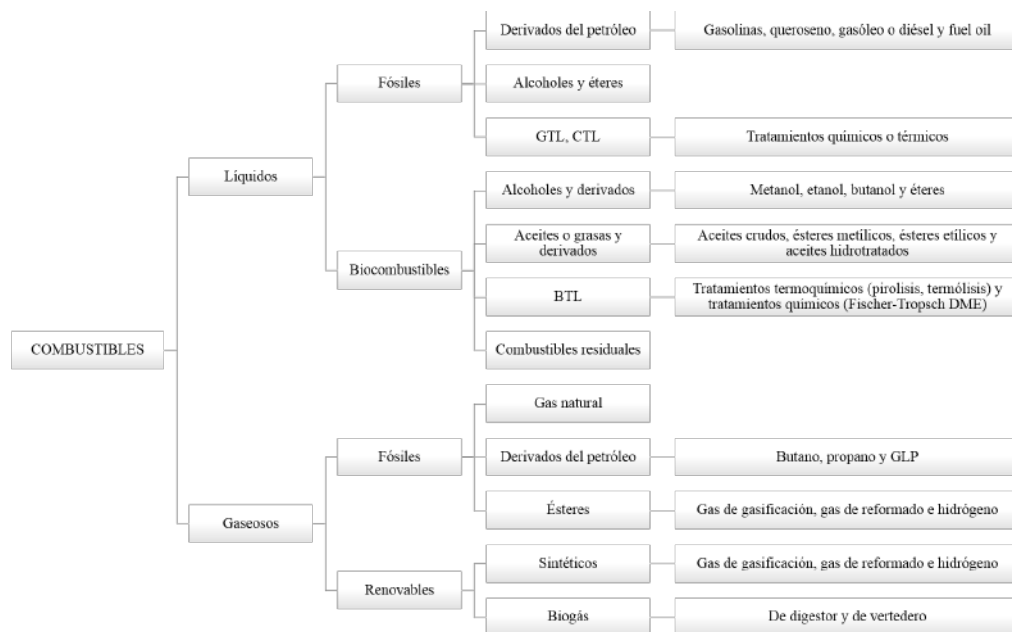 Derivados del petróleo
Gasolinas, queroseno, gasóleo o diésel y fuel oil
Fósiles
Alcoholes y éteres
GTL, CTL
Tratamientos químicos o térmicos
Líquidos
Alcoholes y derivados
Metanol, etanol, butanol y éteres
Aceites o grasas y
derivados
Aceites crudos, ésteres metílicos, ésteres etílicos y
aceites hidrotratados
Biocombustibles
BTL
Tratamientos termoquímicos (pirolisis, termólisis) y
tratamientos químicos (Fischer-Tropsch DME)
Combustibles residuales
COMBUSTIBLES
Gas natural
Fósiles
Derivados del petróleo
Butano, propano y GLP
Ésteres
Gas de gasificación, gas de reformado e hidrógeno
Gaseosos
Sintéticos
Gas de gasificación, gas de reformado e hidrógeno
Renovables
Biogás
De digestor y de vertedero